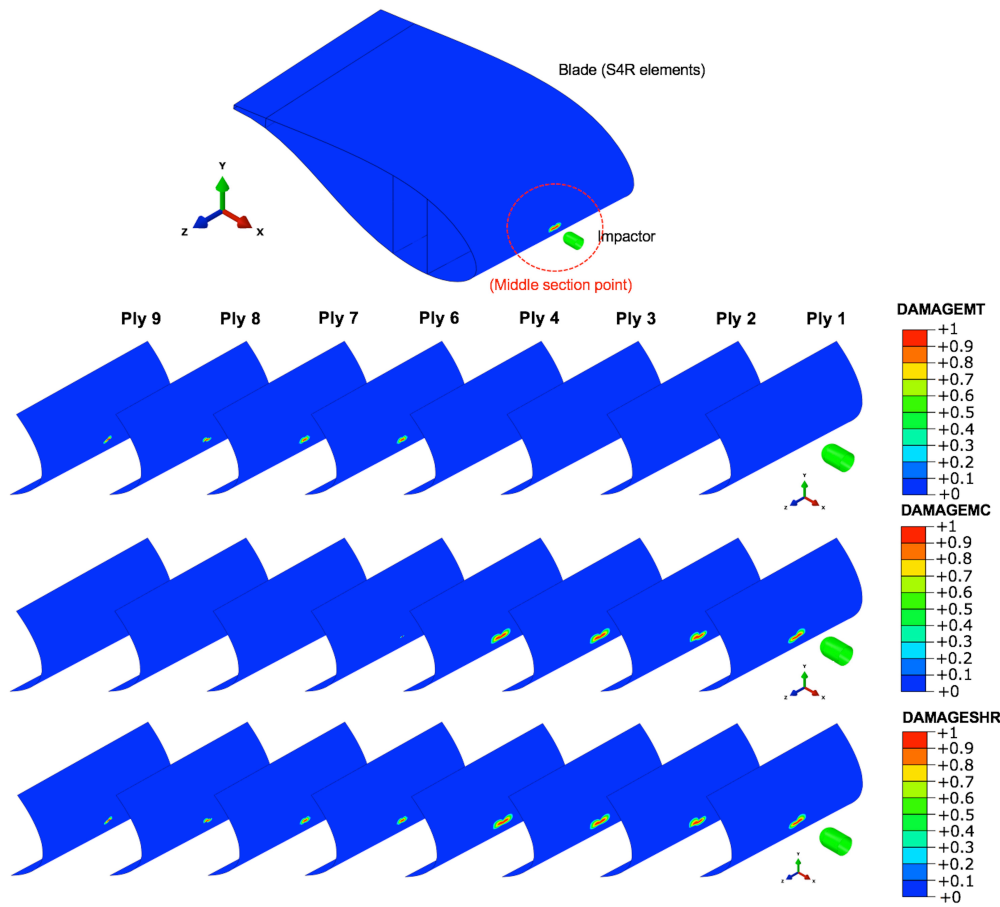 Blade (S4R elements)
Y
Z
X
Impactor
(Middle section point)
Ply 9 Ply 8 Ply 7 Ply 6 Ply 4 Ply 3 Ply 2 Ply 1
DAMAGEMT
+1
+0.9
+0.8
+0.7
+0.6
+0.5
+0.4
+0.3
+0.2
+0.1
+0
Y
Z
X
DAMAGEMC
+1
+0.9
+0.8
+0.7
+0.6
+0.5
+0.4
+0.3
+0.2
+0.1
+0
Y
Z
X
DAMAGESHR
+1
+0.9
+0.8
+0.7
+0.6
+0.5
+0.4
+0.3
+0.2
+0.1
+0
Y
Z
X